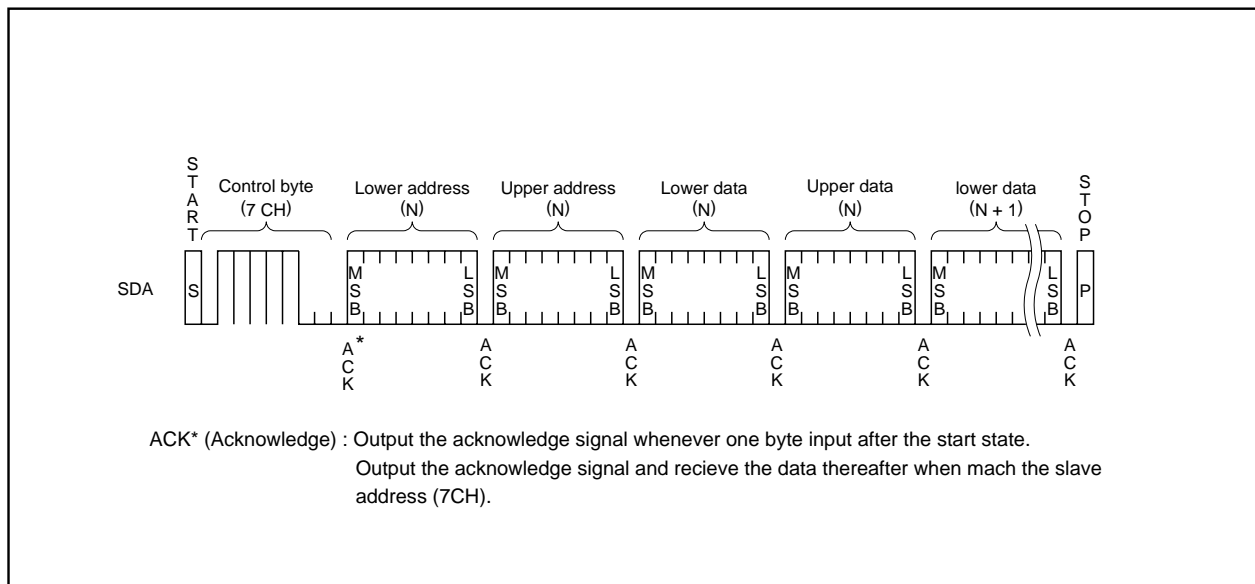 START
Control byte
(7 CH)
Lower address
(N)
Upper address
(N)
Lower data
(N)
Upper data
(N)
lower data
(N + 1)
STOP
SDA
S
MSB
LSB
MSB
LSB
MSB
LSB
MSB
LSB
MSB
LSB
P
ACK*
ACK
ACK
ACK
ACK
ACK
ACK* (Acknowledge) : Output the acknowledge signal whenever one byte input after the start state.
Output the acknowledge signal and recieve the data thereafter when mach the slave
address (7CH).